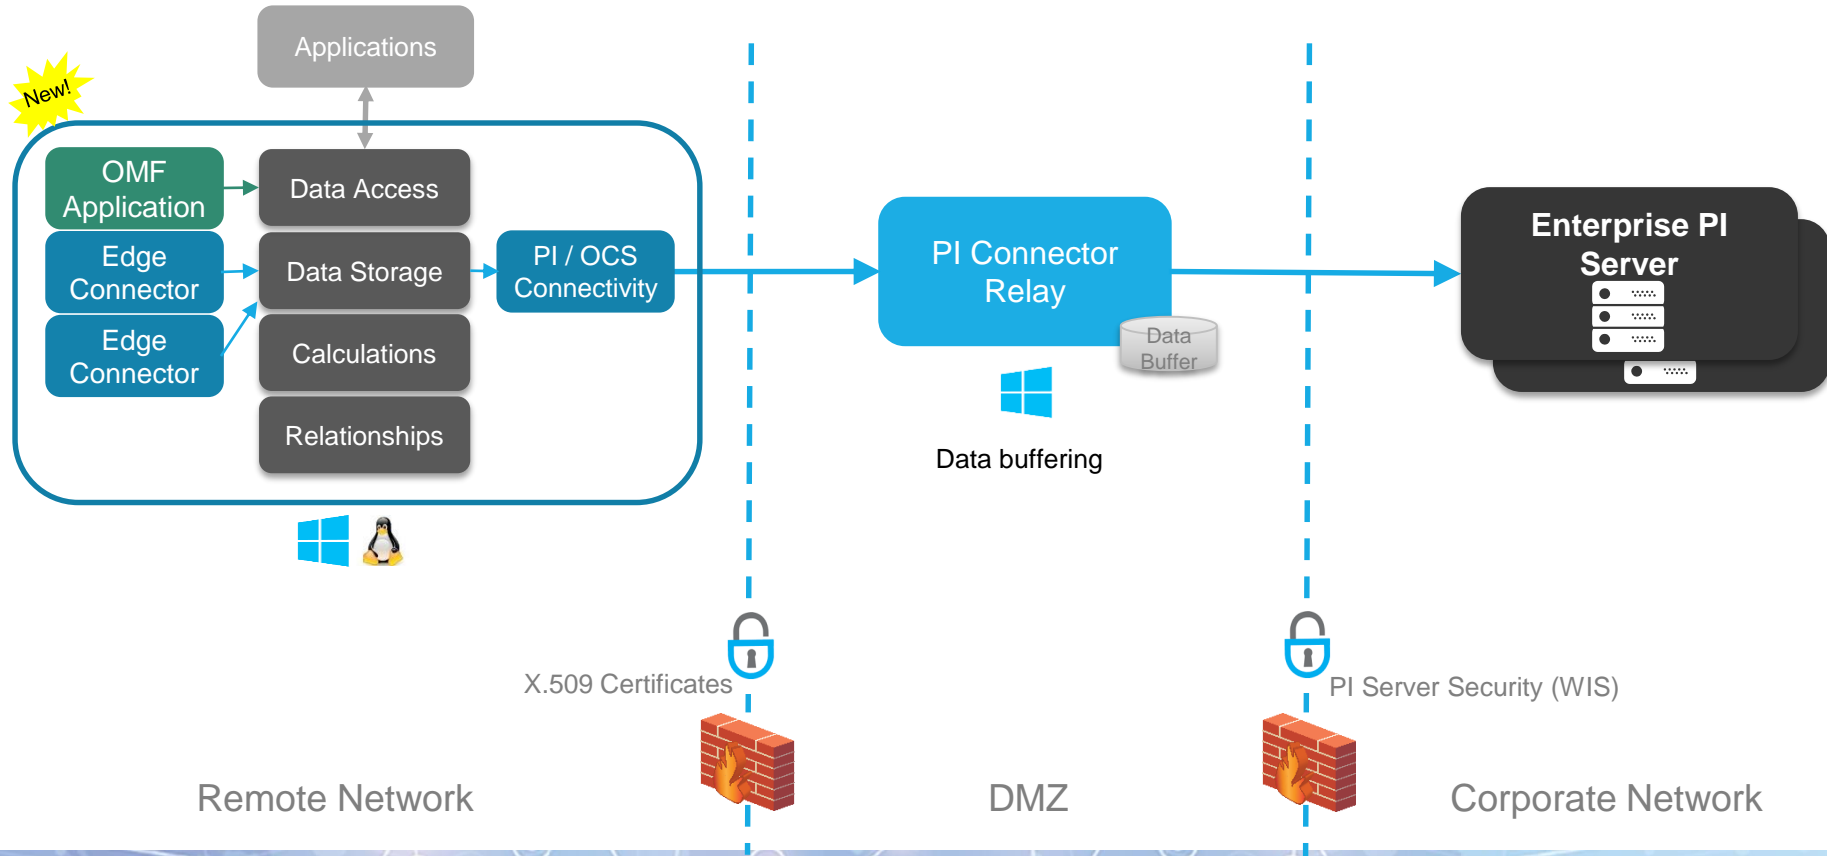 Applications
New!
OMF
Application
Data Access
Edge
Connector
Data Storage
PI / OCS
Connectivity
Edge
Connector
Calculations
Relationships
PI Connector
Relay
Data
Buffer
Data buffering
Enterprise PI
Server
X.509 Certificates
PI Server Security (WIS)
Remote Network
DMZ
Corporate Network